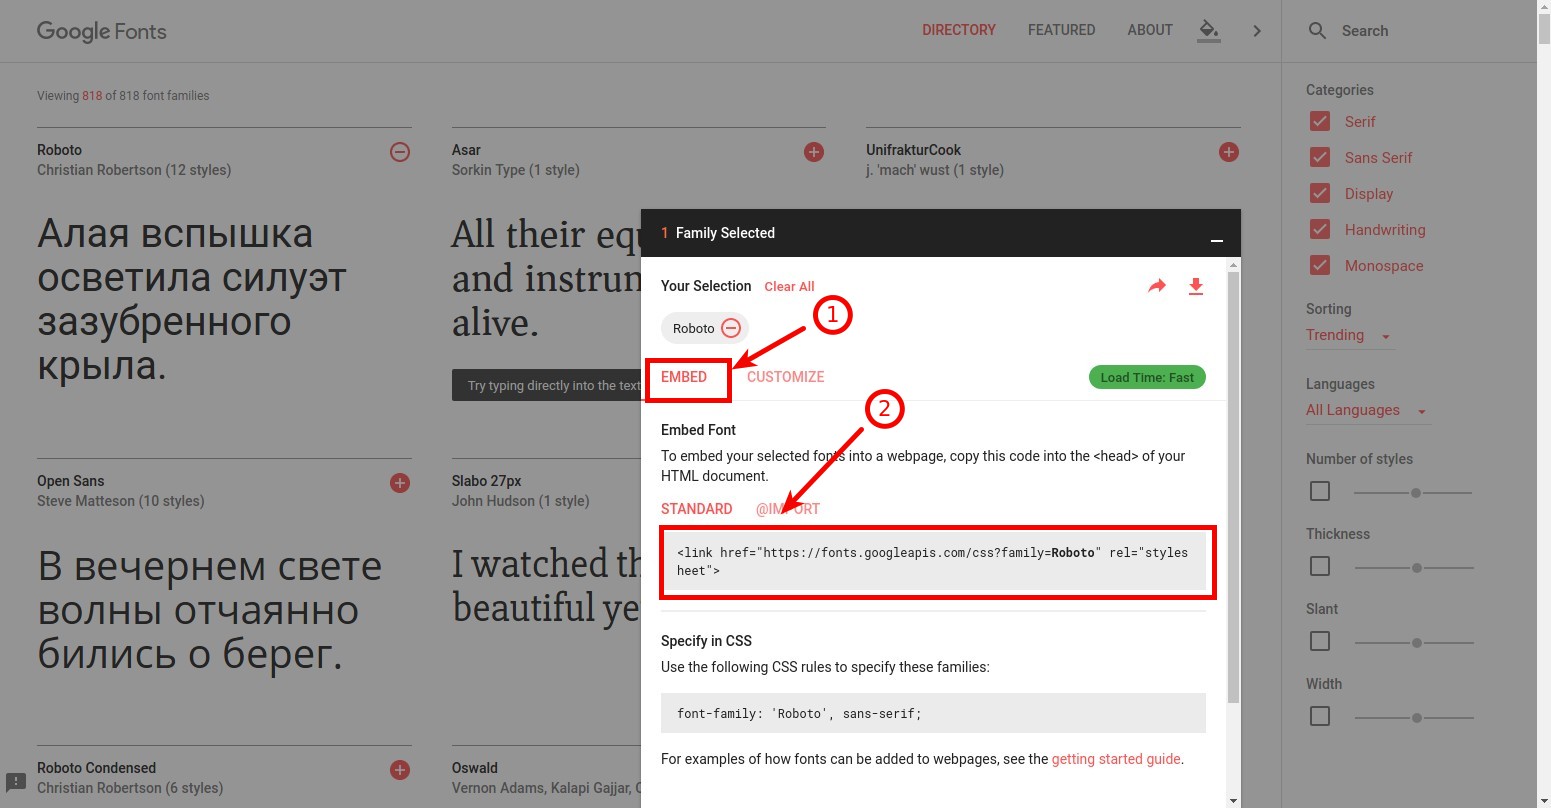 Google Fonts
DIRECTORY
FEATURED
ABOUT
Search
Viewing 818 of 818 font families
Roboto
Christian Robertson (12 styles)
Алая вспышка
осветила силуэт
зазубренного
крыла.
Asar
Sorkin Type (1 style)
All their equ
and instrun
alive.
Try typing directly into the text
UnifrakturCook
j. 'mach' wust (1 style)
Open Sans
Steve Matteson (10 styles)
В вечернем свете
волны отчаянно
бились о берег.
Slabo 27px
John Hudson (1 style)
I watched th
beautiful ye
Roboto Condensed
Christian Robertson (6 styles)
Oswald
Vernon Adams, Kalapi Gajjar, C
1 Family Selected
Your Selection Clear All
Roboto
1
EMBED
CUSTOMIZE
Load Time: Fast
2
Embed Font
To embed your selected fonts into a webpage, copy this code into the <head> of your
HTML document.
STANDARD
@IMPORT
<link href="https://fonts.googleapis.com/css?family=Roboto" rel="styles
heet">
Specify in CSS
Use the following CSS rules to specify these families:
font-family: 'Roboto', sans-serif;
For examples of how fonts can be added to webpages, see the getting started guide.
Categories
Serif
Sans Serif
Display
Handwriting
Monospace
Sorting
Trending
Languages
All Languages
Number of styles
Thickness
Slant
Width